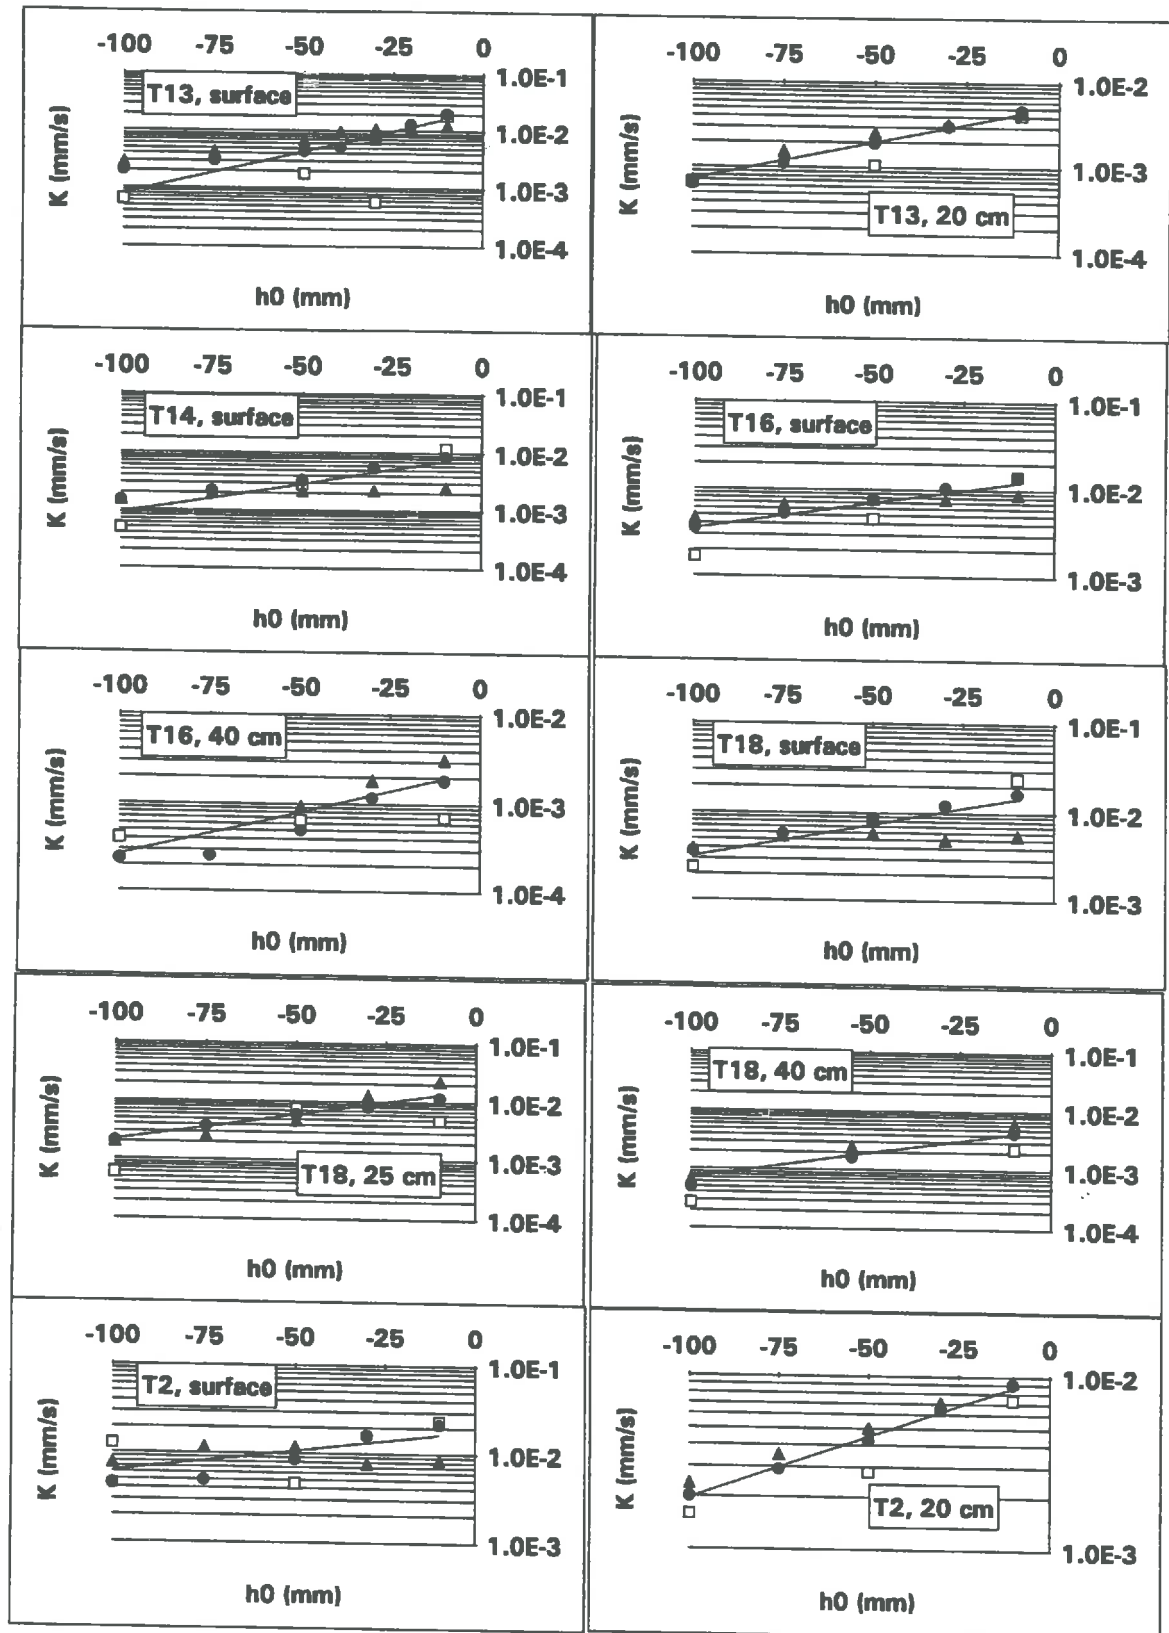 -100 -75 -50 -25 0
1.0E-1
T13, surface
1.0E-2
K (mm/s)
1.0E-3
1.0E-4
h0 (mm)
-100 -75 -50 -25 0
1.0E-2
K (mm/s)
1.0E-3
T13, 20 cm
1.0E-4
h0 (mm)
-100 -75 -50 -25 0
1.0E-1
T14, surface
1.0E-2
K (mm/s)
1.0E-3
1.0E-4
h0 (mm)
-100 -75 -50 -25 0
1.0E-1
T16, surface
K (mm/s)
1.0E-2
1.0E-3
h0 (mm)
-100 -75 -50 -25 0
1.0E-2
T16, 40 cm
K (mm/s)
1.0E-3
1.0E-4
h0 (mm)
-100 -75 -50 -25 0
1.0E-1
T18, surface
K (mm/s)
1.0E-2
1.0E-3
h0 (mm)
-100 -75 -50 -25 0
1.0E-1
K (mm/s)
1.0E-2
1.0E-3
T18, 25 cm
1.0E-4
h0 (mm)
-100 -75 -50 -25 0
1.0E-1
T18, 40 cm
1.0E-2
K (mm/s)
1.0E-3
1.0E-4
h0 (mm)
-100 -75 -50 -25 0
1.0E-1
T2, surface
K (mm/s)
1.0E-2
1.0E-3
h0 (mm)
-100 -75 -50 -25 0
1.0E-2
K (mm/s)
T2, 20 cm
1.0E-3
h0 (mm)